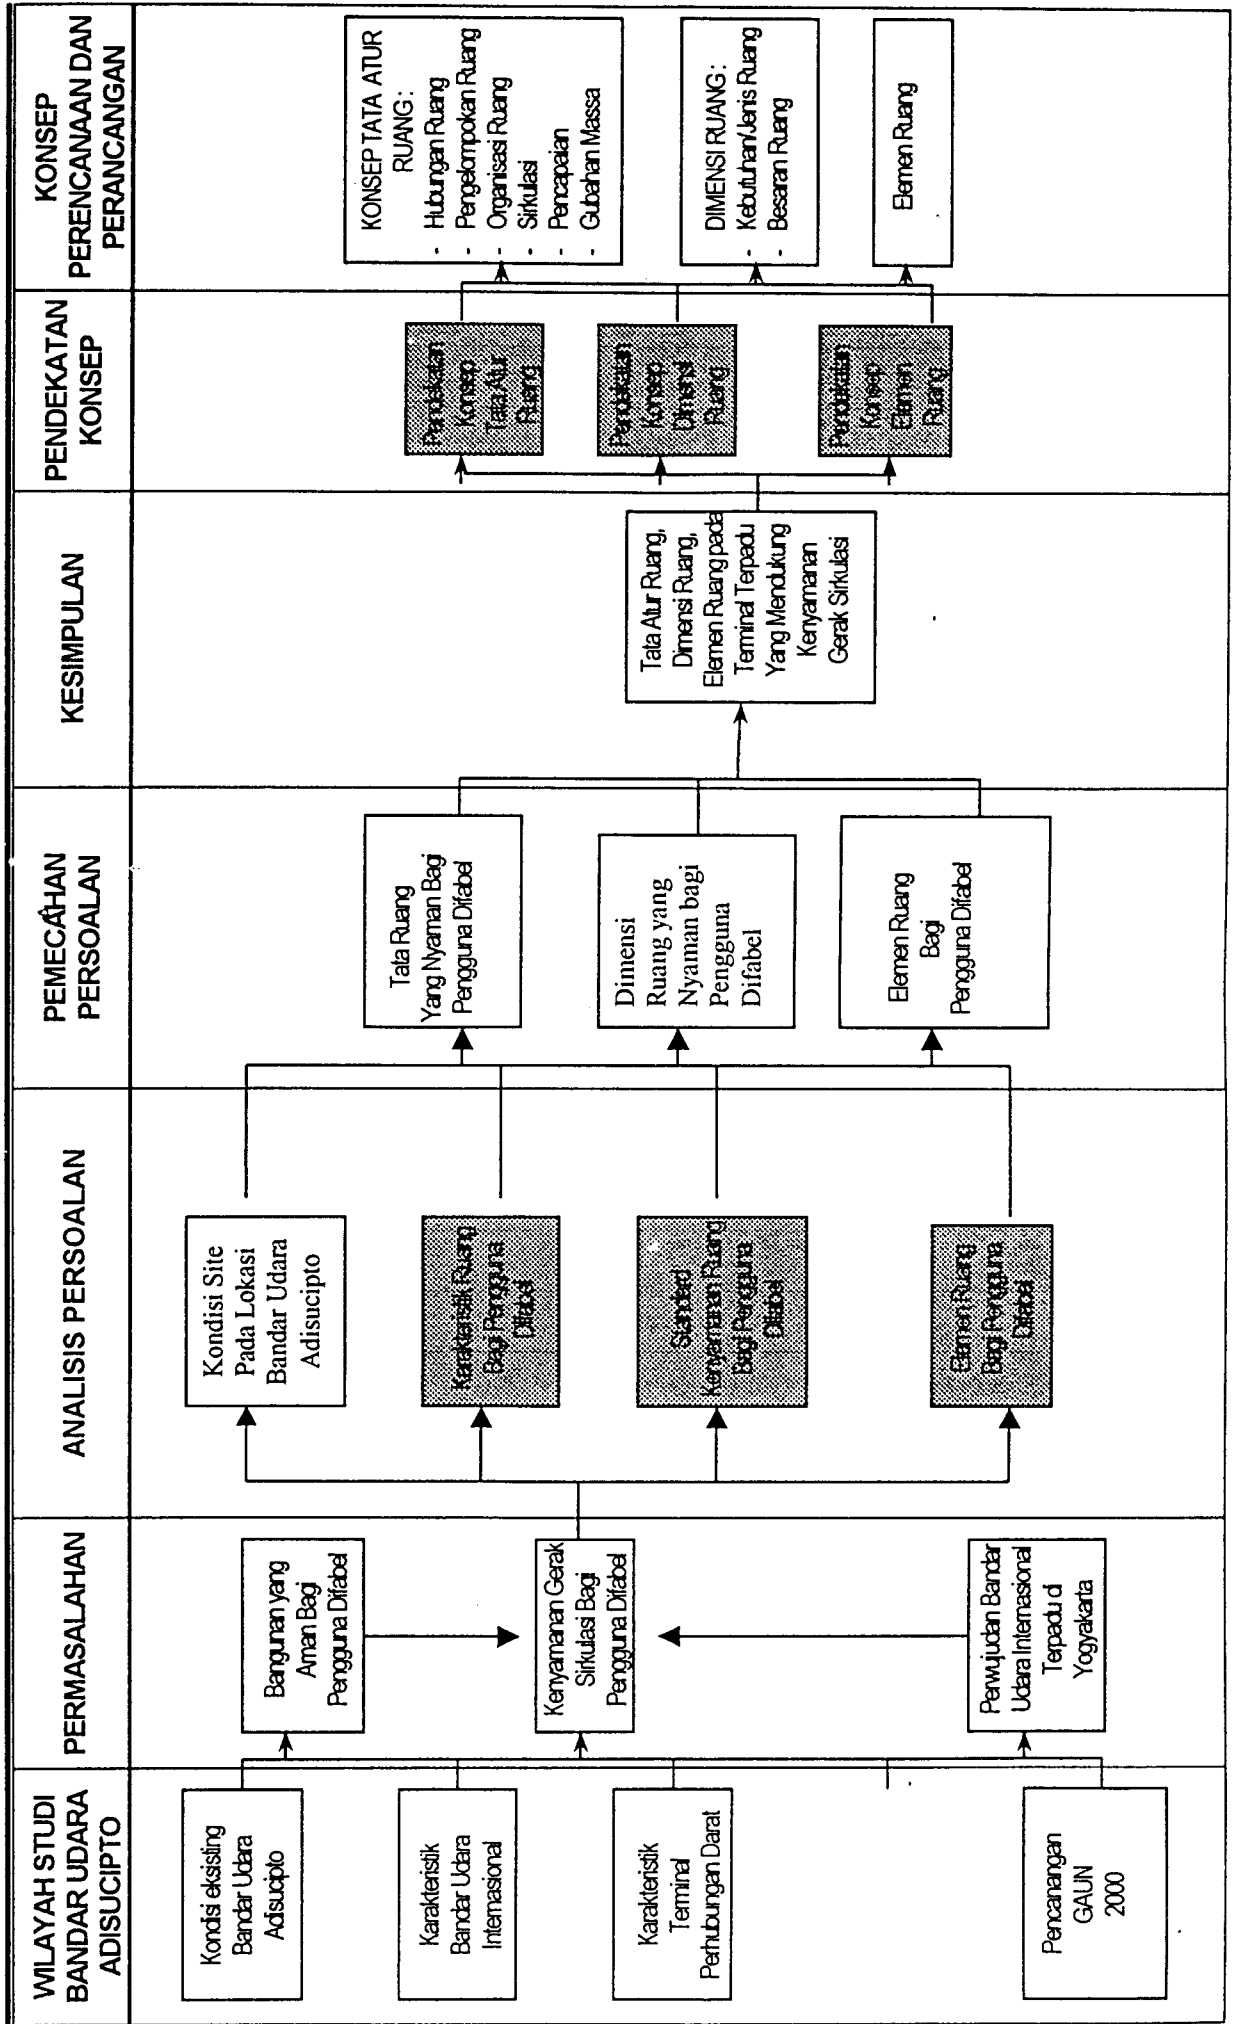 WILAYAH STUDI
BANDAR UDARA
ADISUCIPTO
PERMASALAHAN
ANALISIS PERSOALAN
PEMECAHAN
PERSOALAN
KESIMPULAN
PENDEKATAN
KONSEP
KONSEP
PERENCANAAN DAN
PERANCANGAN
Kondisi eksisting
Bandar Udara
Adisucipto
Karakteristik
Bandar Udara
Internasional
Karakteristik
Terminal
Perhubungan Darat
Pencanangan
GAUN
2000
Bangunan yang
Aman Bagi
Pengguna Difabel
Kenyamanan Gerak
Sirkulasi Bagi
Pengguna Difabel
Perwujudan Bandar
Udara Internasional
Terpadu di
Yogyakarta
Kondisi Site
Pada Lokasi
Bandar Udara
Adisucipto
Karakteristik Ruang
Bagi Pengguna
Difabel
Standard
Kenyamanan Ruang
Bagi Pengguna
Difabel
Elemen Ruang
Bagi Pengguna
Difabel
Tata Ruang
Yang Nyaman Bagi
Pengguna Difabel
Dimensi
Ruang yang
Nyaman bagi
Pengguna
Difabel
Elemen Ruang
Bagi
Pengguna Difabel
Tata Atur Ruang,
Dimensi Ruang,
Elemen Ruang pada
Terminal Terpadu
Yang Mendukung
Kenyamanan
Gerak Sirkulasi
Pendekatan
Konsep
Tata Atur
Ruang
Pendekatan
Konsep
Dimensi
Ruang
Pendekatan
Konsep
Elemen
Ruang
KONSEP TATA ATUR
RUANG :
- Hubungan Ruang
- Pengelompokan Ruang
- Organisasi Ruang
- Sirkulasi
- Pencapaian
- Gubahan Massa
DIMENSI RUANG :
- Kebutuhan/Jenis Ruang
- Besaran Ruang
Elemen Ruang